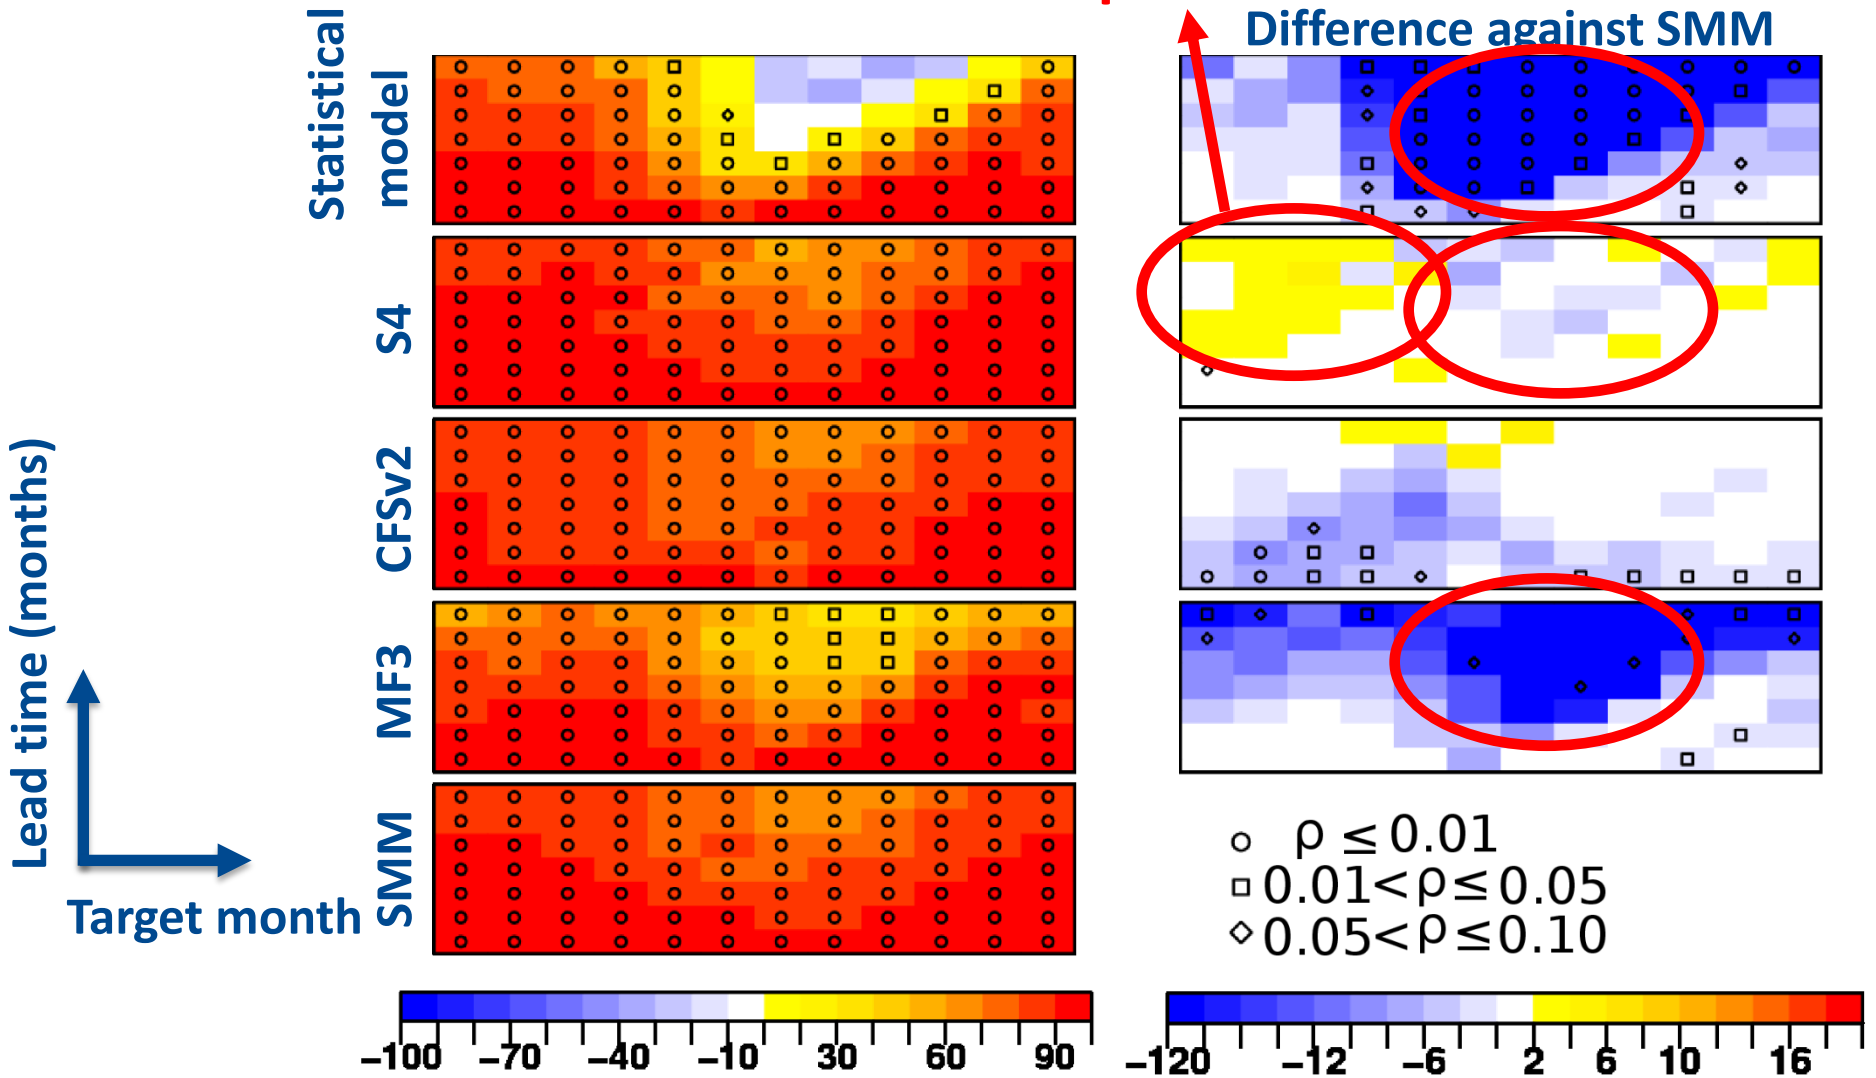 Difference against SMM
Statistical
model
S4
CFSv2
MF3
SMM
Lead time (months)
Target month
ρ ≤ 0.01
0.01< ρ ≤ 0.05
0.05< ρ ≤ 0.10
−100 −70 −40 −10 30 60 90
−120 −12 −6 2 6 10 16